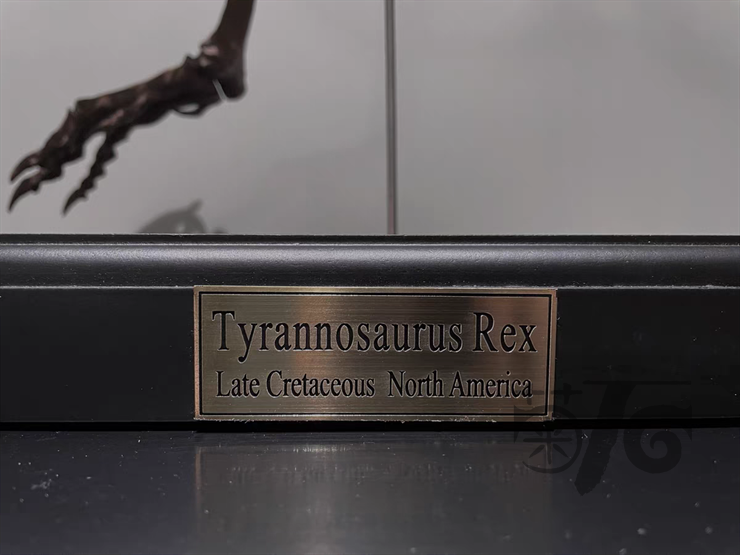 Tyrannosaurus Rex
Late Cretaceous North America